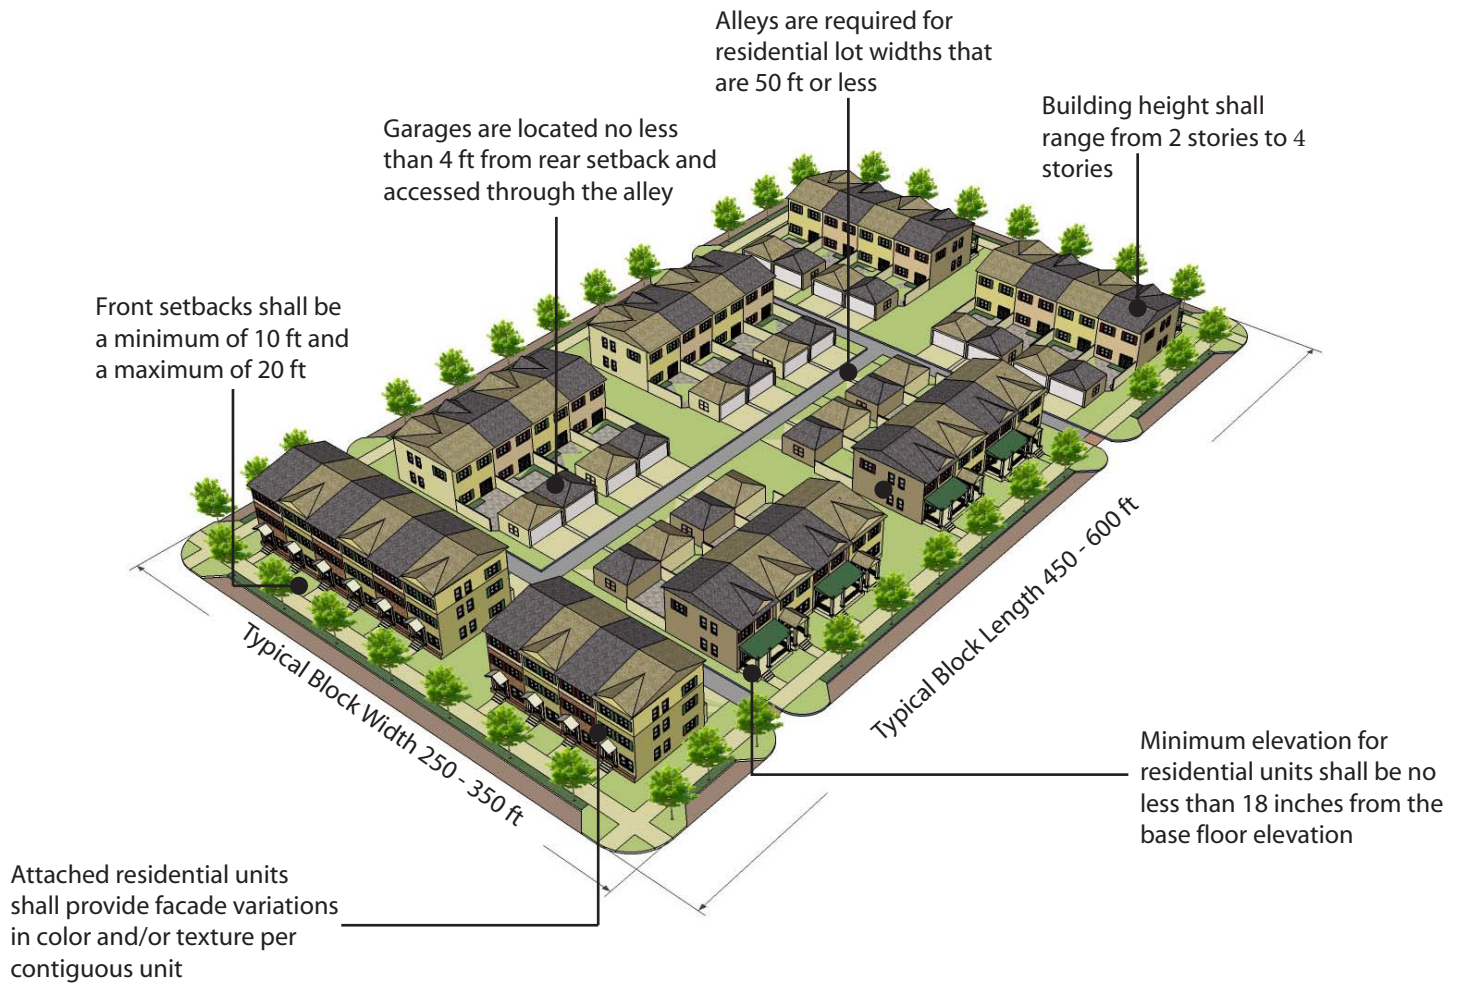 Alleys are required for
residential lot widths that
are 50 ft or less
Building height shall
range from 2 stories to 4
stories
Garages are located no less
than 4 ft from rear setback and
accessed through the alley
Front setbacks shall be
a minimum of 10 ft and
a maximum of 20 ft
Typical Block Width 250 - 350 ft
Typical Block Length 450 - 600 ft
Minimum elevation for
residential units shall be no
less than 18 inches from the
base floor elevation
Attached residential units
shall provide facade variations
in color and/or texture per
contiguous unit